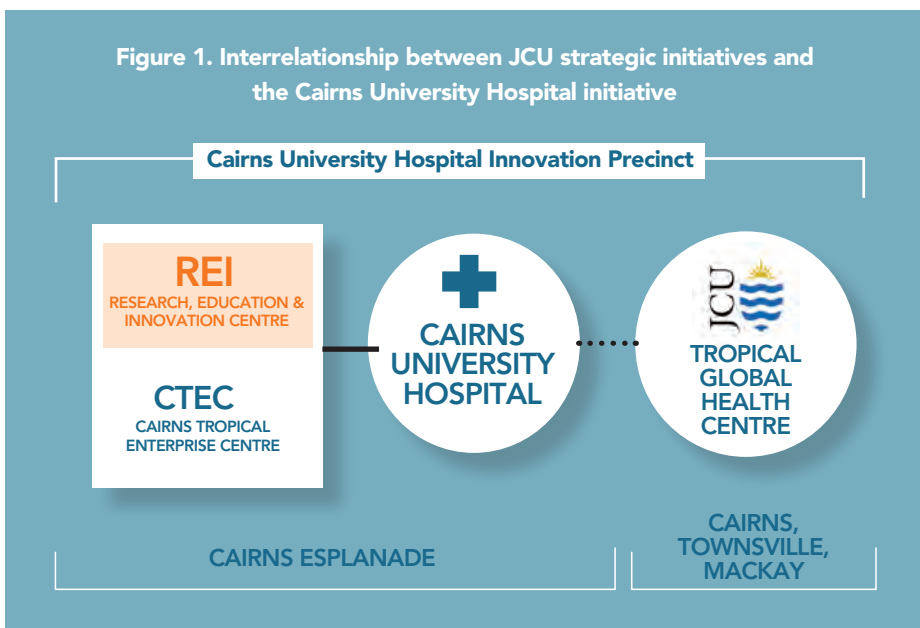 Figure 1. Interrelationship between JCU strategic initiatives and
the Cairns University Hospital initiative
Cairns University Hospital Innovation Precinct
REI
RESEARCH, EDUCATION &
INNOVATION CENTRE
CTEC
CAIRNS TROPICAL
ENTERPRISE CENTRE
CAIRNS
UNIVERSITY
HOSPITAL
JCU
TROPICAL
GLOBAL
HEALTH
CENTRE
CAIRNS ESPLANADE
CAIRNS,
TOWNSVILLE,
MACKAY